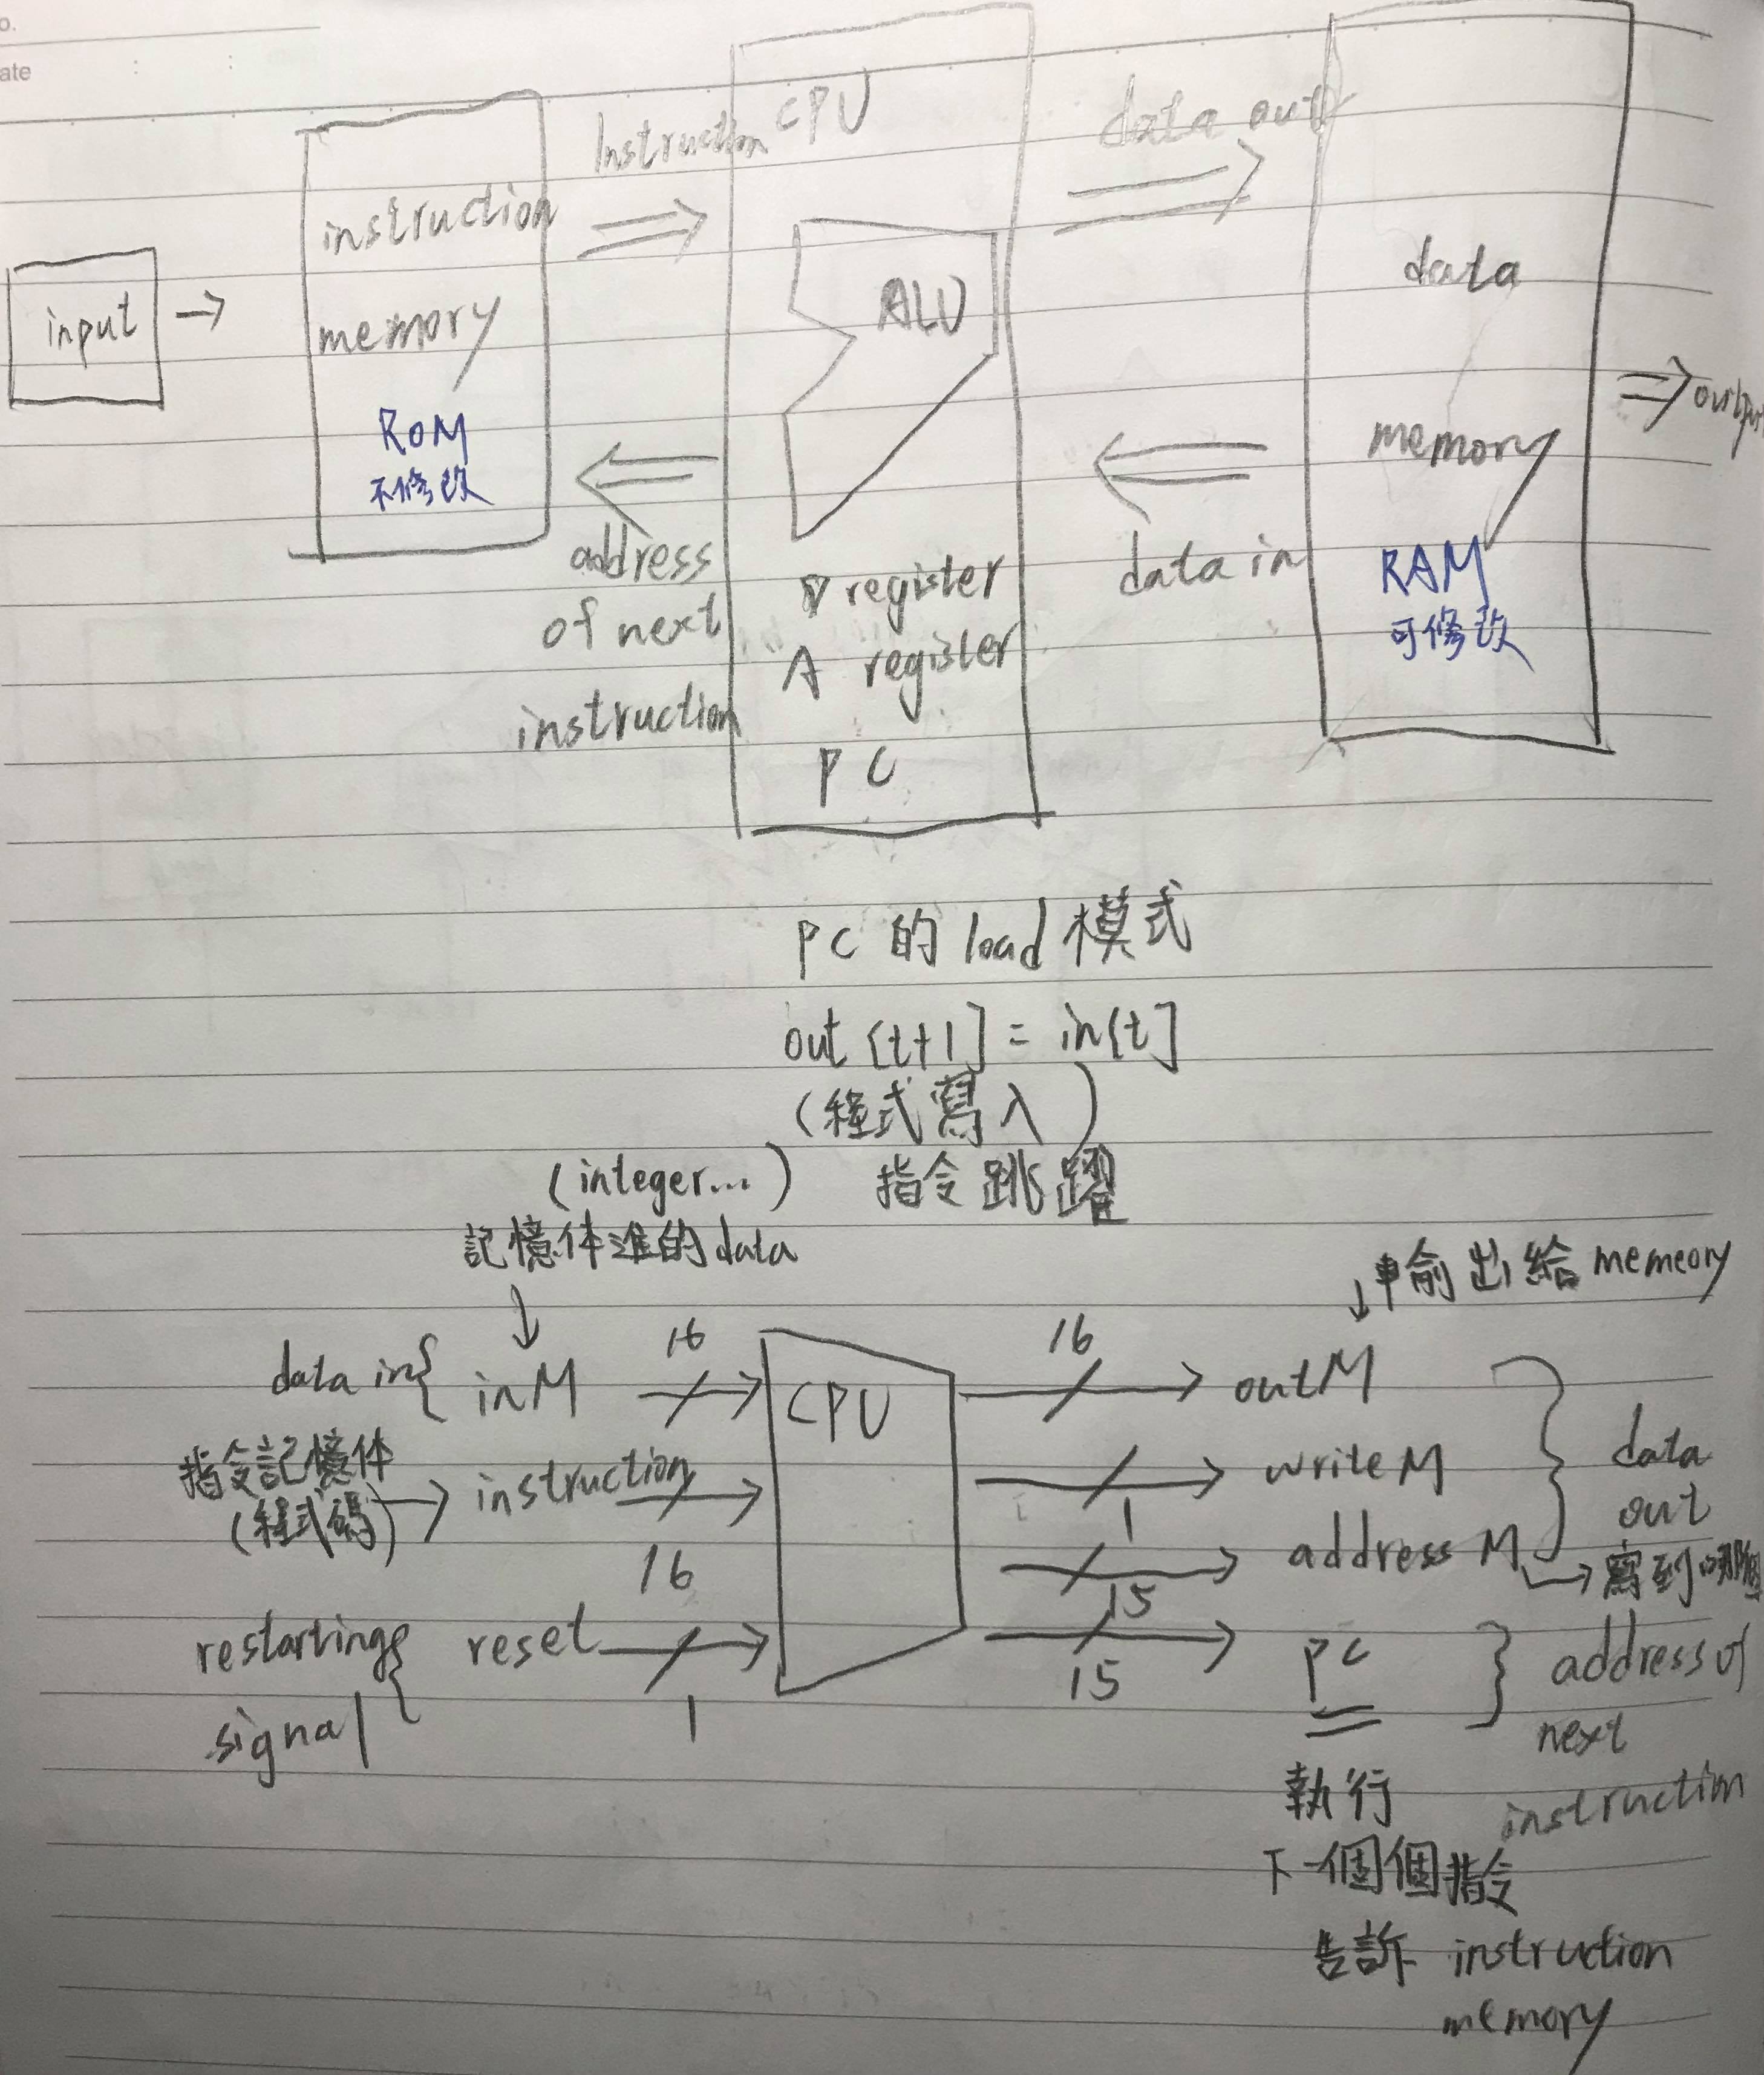 o.
ate : :
input
instruction
memory
ROM
不修改
Instruction
address
of next
instruction
CPU
ALU
D register
A register
PC
data out
data in
data
memory
RAM
可修改
output
PC 的 load 模式
out [t+1] = in[t]
(程式寫入)
指令跳躍
(integer...)
記憶体進的 data
輸出給 memeory
data in { inM 16
CPU
16 outM
指令記憶体
(程式碼)
instruction
16
writeM
1
address M
15
寫到哪個
data
out
restarting
signal
reset
1
15
PC
address of
next
instruction
執行
下一個個指令
告訴 instruction
memory